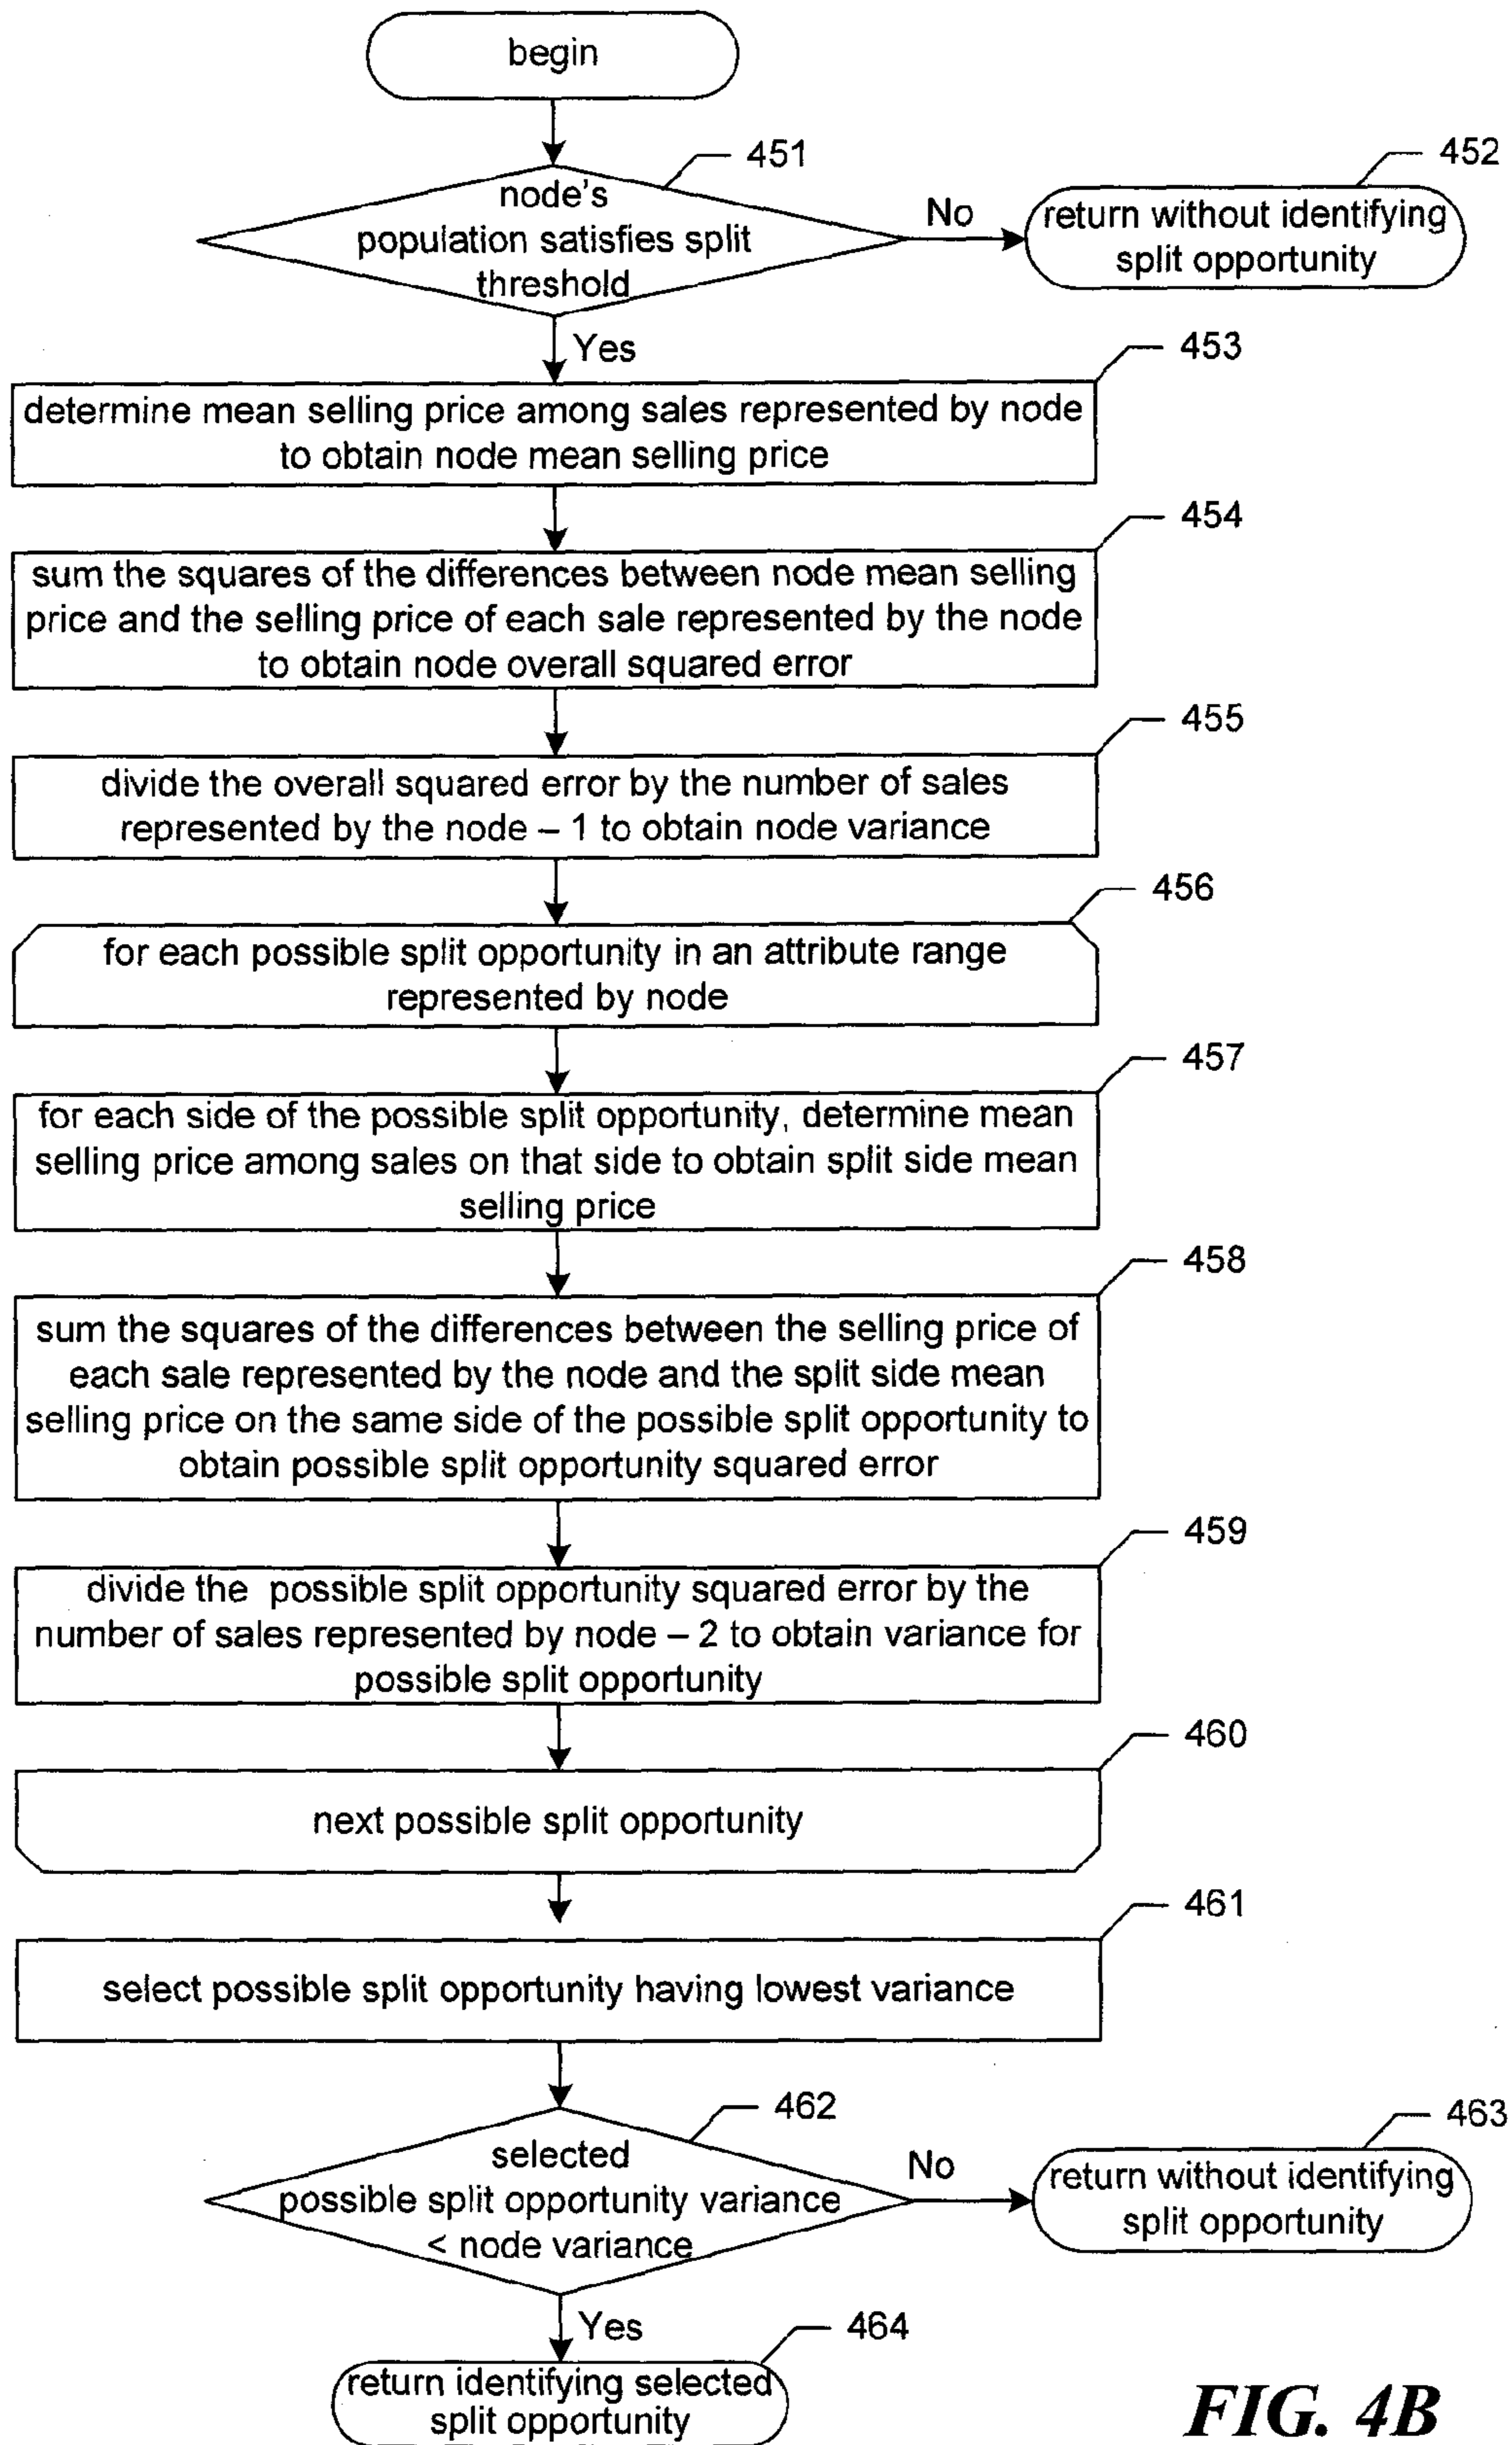 begin
451
node's
population satisfies split
threshold
No
452
return without identifying
split opportunity
Yes
453
determine mean selling price among sales represented by node
to obtain node mean selling price
454
sum the squares of the differences between node mean selling
price and the selling price of each sale represented by the node
to obtain node overall squared error
455
divide the overall squared error by the number of sales
represented by the node – 1 to obtain node variance
456
for each possible split opportunity in an attribute range
represented by node
457
for each side of the possible split opportunity, determine mean
selling price among sales on that side to obtain split side mean
selling price
458
sum the squares of the differences between the selling price of
each sale represented by the node and the split side mean
selling price on the same side of the possible split opportunity to
obtain possible split opportunity squared error
459
divide the possible split opportunity squared error by the
number of sales represented by node – 2 to obtain variance for
possible split opportunity
460
next possible split opportunity
461
select possible split opportunity having lowest variance
462
selected
possible split opportunity variance
< node variance
No
463
return without identifying
split opportunity
Yes
464
return identifying selected
split opportunity
FIG. 4B